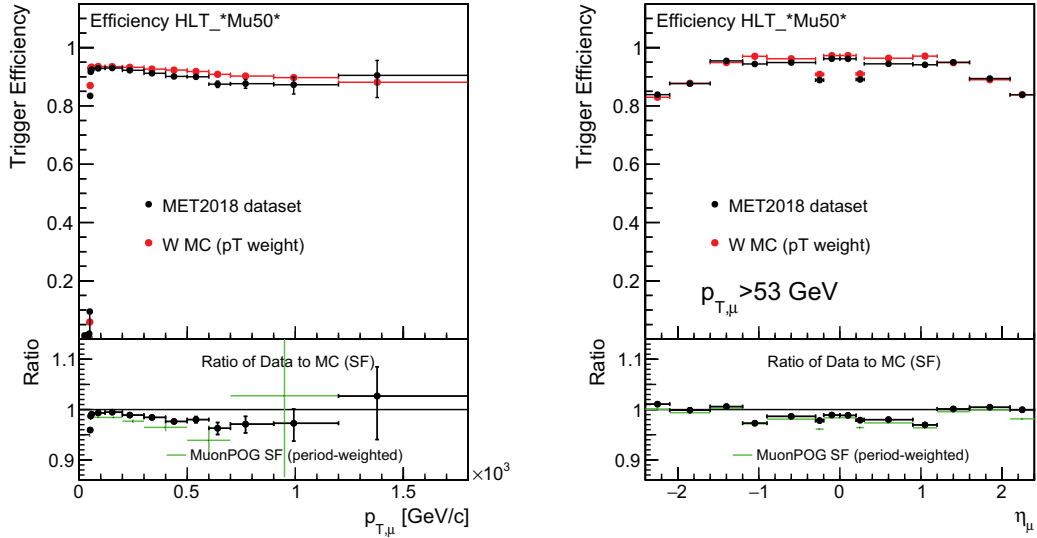 Efficiency HLT_*Mu50*
Trigger Efficiency
1
0.8
0.6
0.4
0.2
MET2018 dataset
W MC (pT weight)
Ratio
1.1
1
0.9
Ratio of Data to MC (SF)
MuonPOG SF (period-weighted)
0 0.5 1 1.5
×10³
p_{T,μ} [GeV/c]
Efficiency HLT_*Mu50*
Trigger Efficiency
1
0.8
0.6
0.4
0.2
MET2018 dataset
W MC (pT weight)
p_{T,μ}>53 GeV
Ratio
1.1
1
0.9
Ratio of Data to MC (SF)
MuonPOG SF (period-weighted)
−2 −1 0 1 2
η_μ